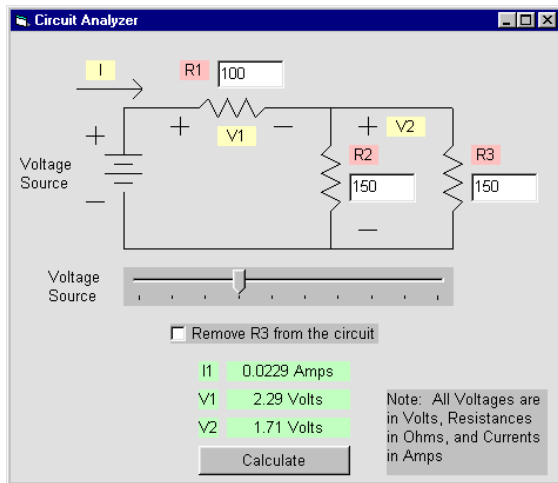 Circuit Analyzer
I
R1 100
+ + V1 − + V2
Voltage
Source
−
R2
150
R3
150
−
Voltage
Source
Remove R3 from the circuit
I1 0.0229 Amps
V1 2.29 Volts
V2 1.71 Volts
Calculate
Note: All Voltages are
in Volts, Resistances
in Ohms, and Currents
in Amps